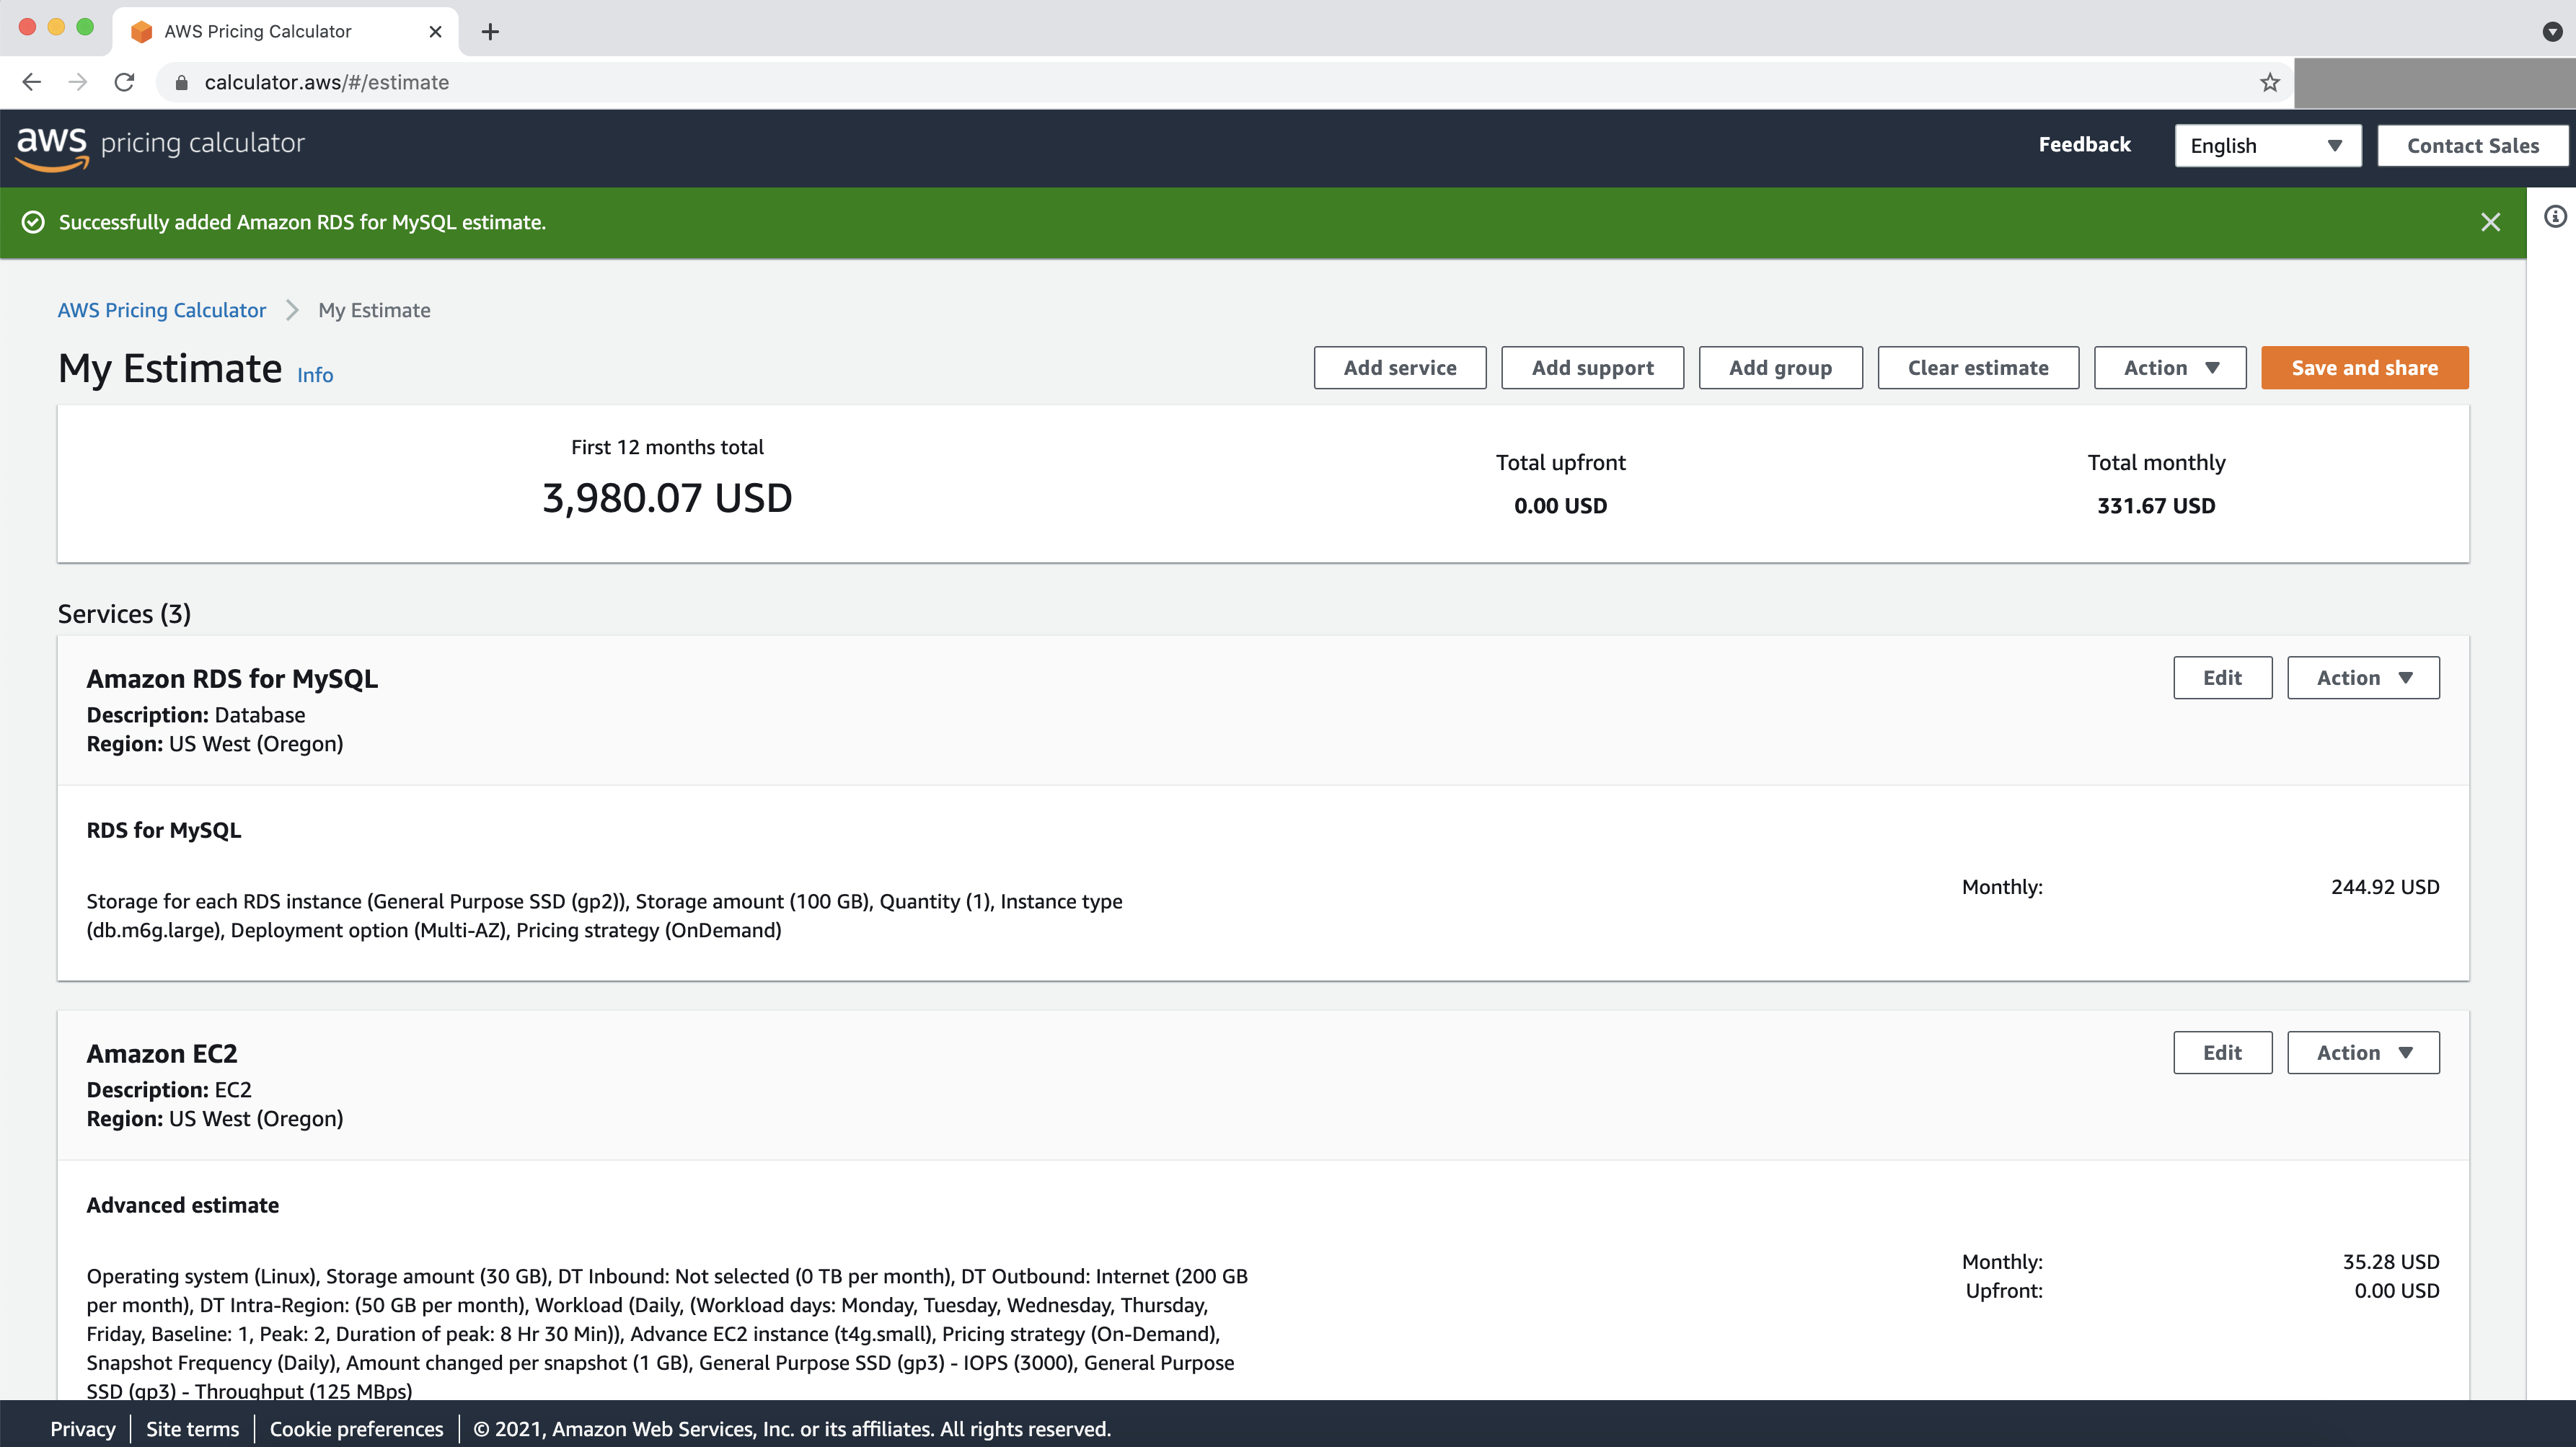 AWS Pricing Calculator
calculator.aws/#/estimate
aws pricing calculator
Feedback
English
Contact Sales
Successfully added Amazon RDS for MySQL estimate.
AWS Pricing Calculator
My Estimate
My Estimate Info
Add service
Add support
Add group
Clear estimate
Action
Save and share
First 12 months total
3,980.07 USD
Total upfront
0.00 USD
Total monthly
331.67 USD
Services (3)
Amazon RDS for MySQL
Edit
Action
Description: Database
Region: US West (Oregon)
RDS for MySQL
Storage for each RDS instance (General Purpose SSD (gp2)), Storage amount (100 GB), Quantity (1), Instance type
(db.m6g.large), Deployment option (Multi-AZ), Pricing strategy (OnDemand)
Monthly: 244.92 USD
Amazon EC2
Edit
Action
Description: EC2
Region: US West (Oregon)
Advanced estimate
Operating system (Linux), Storage amount (30 GB), DT Inbound: Not selected (0 TB per month), DT Outbound: Internet (200 GB
per month), DT Intra-Region: (50 GB per month), Workload (Daily, (Workload days: Monday, Tuesday, Wednesday, Thursday,
Friday, Baseline: 1, Peak: 2, Duration of peak: 8 Hr 30 Min)), Advance EC2 instance (t4g.small), Pricing strategy (On-Demand),
Snapshot Frequency (Daily), Amount changed per snapshot (1 GB), General Purpose SSD (gp3) - IOPS (3000), General Purpose
SSD (gp3) - Throughput (125 MBps)
Monthly: 35.28 USD
Upfront: 0.00 USD
Privacy
Site terms
Cookie preferences
© 2021, Amazon Web Services, Inc. or its affiliates. All rights reserved.